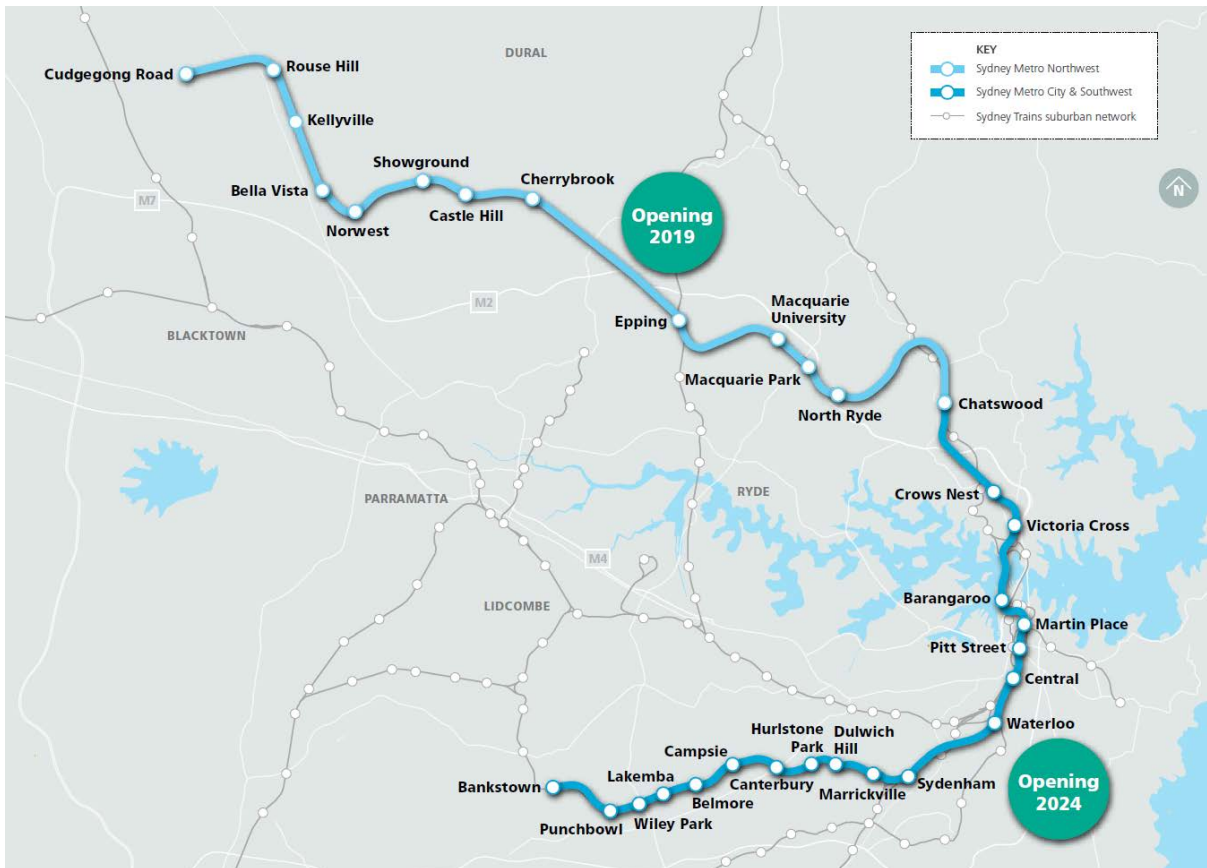 DURAL
KEY
Sydney Metro Northwest
Sydney Metro City & Southwest
Sydney Trains suburban network
N
Cudgegong Road
Rouse Hill
Kellyville
Showground
Cherrybrook
Bella Vista
Castle Hill
Norwest
M7
Opening
2019
M2
Epping
Macquarie
University
BLACKTOWN
Macquarie Park
North Ryde
Chatswood
PARRAMATTA
RYDE
Crows Nest
Victoria Cross
M4
LIDCOMBE
Barangaroo
Martin Place
Pitt Street
Central
Waterloo
Hurlstone
Park
Dulwich
Hill
Campsie
Lakemba
Bankstown
Canterbury
Sydenham
Marrickville
Belmore
Wiley Park
Punchbowl
Opening
2024